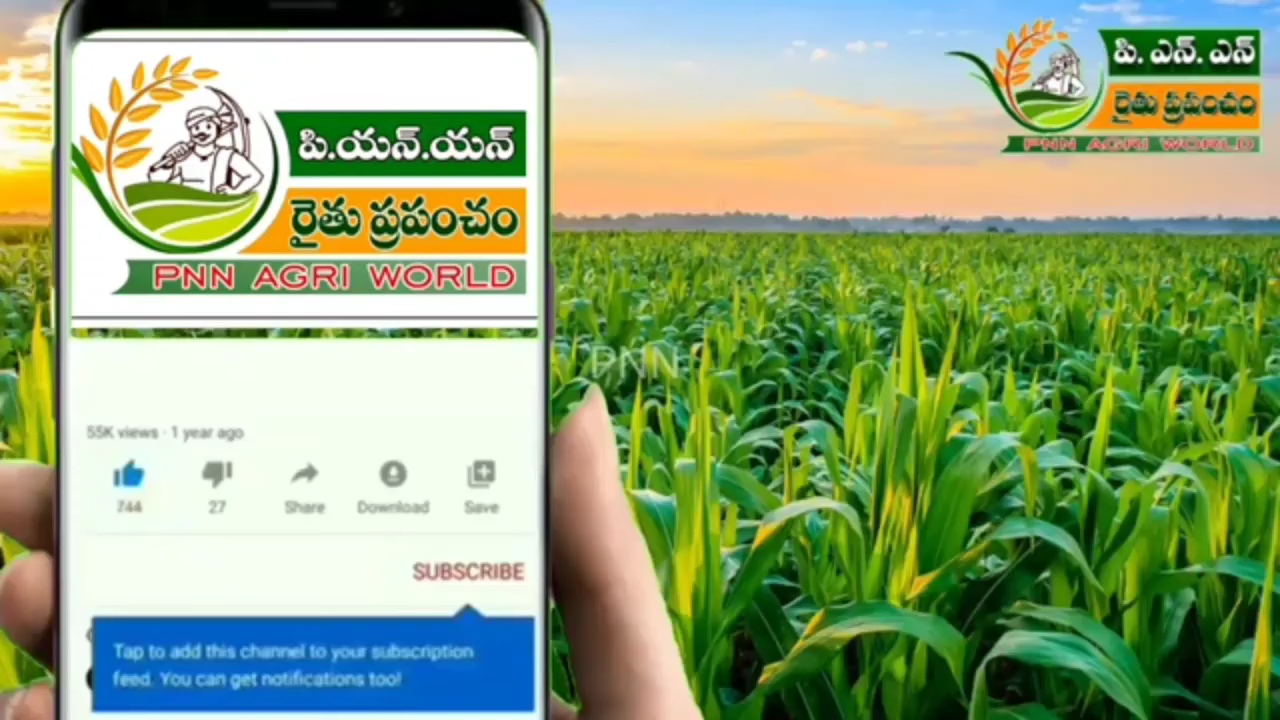 పి.యన్.యన్
రైతు ప్రపంచం
PNN AGRI WORLD
55K views · 1 year ago
744
27
Share
Download
Save
SUBSCRIBE
Tap to add this channel to your subscription
feed. You can get notifications too!
PNN
పి. ఎన్. ఎన్
రైతు ప్రపంచం
PNN AGRI WORLD